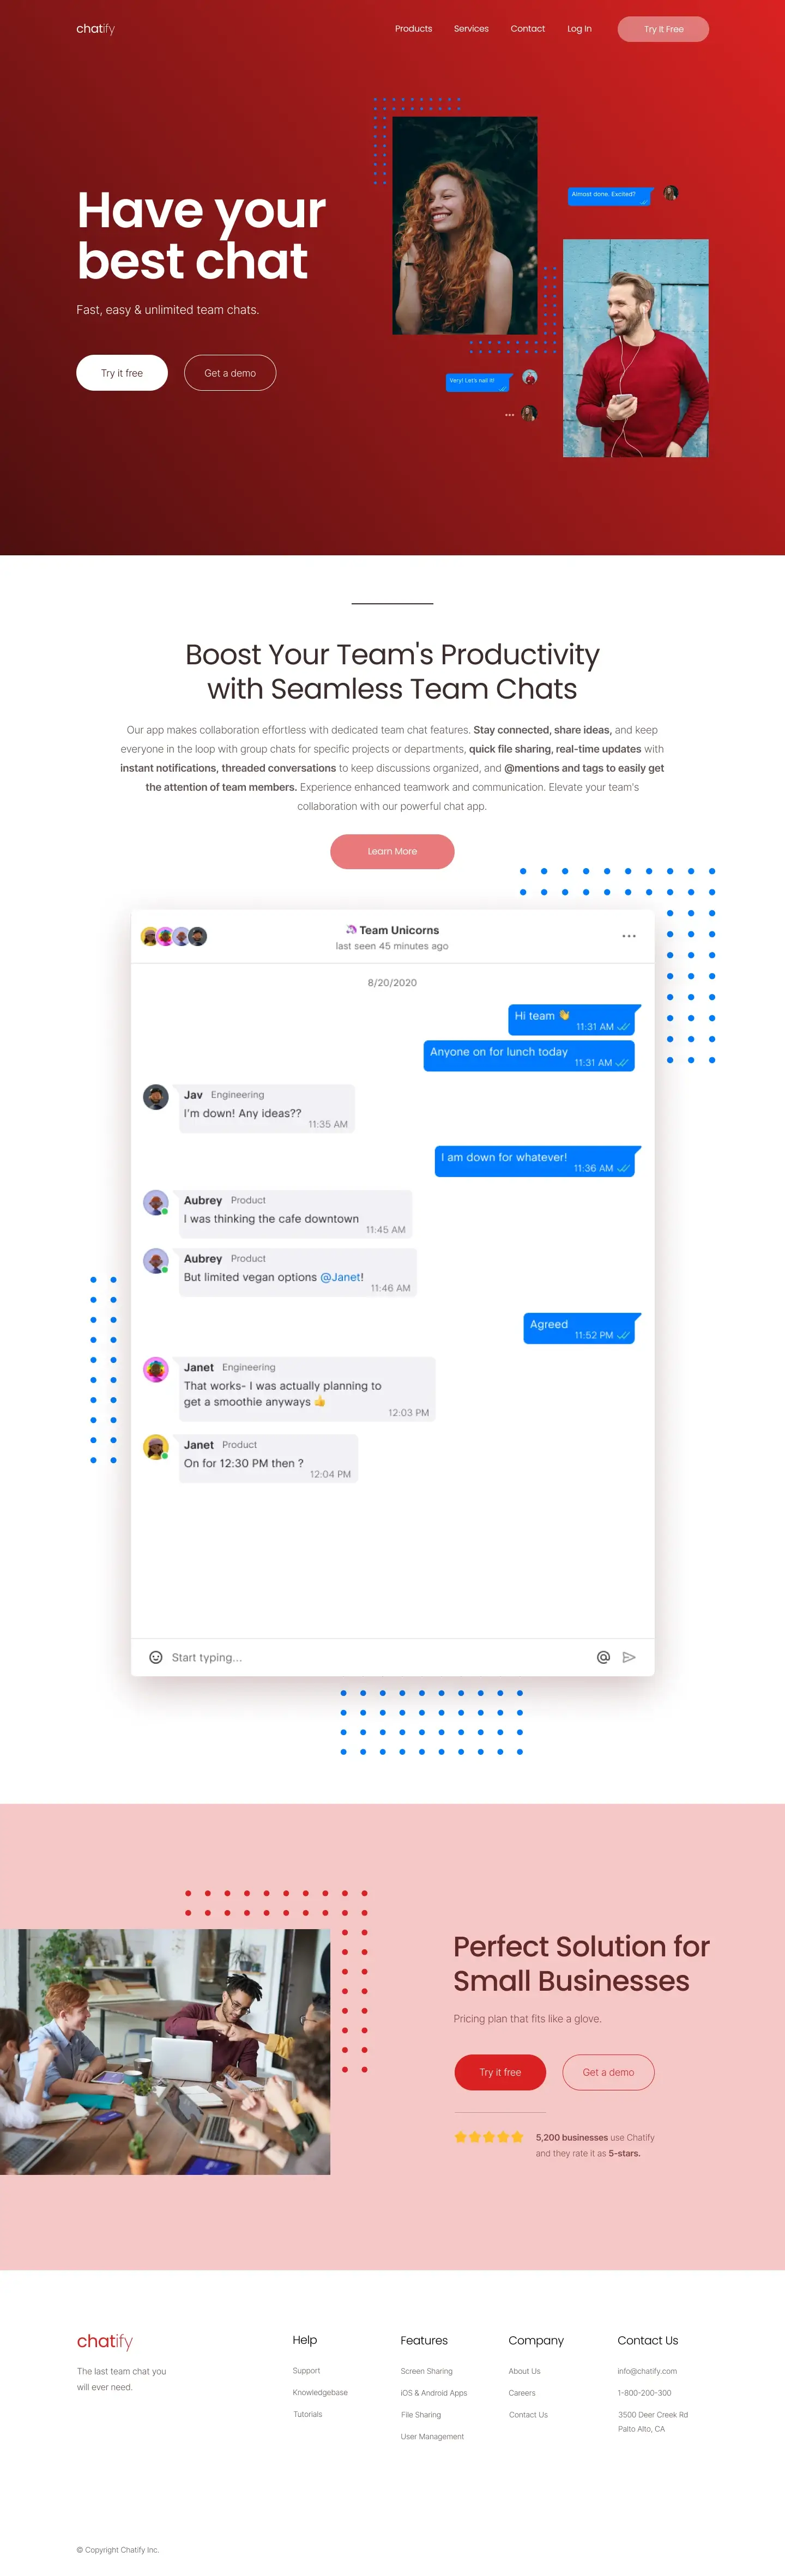 chatify
Products
Services
Contact
Log In
Try It Free
Have your
best chat
Fast, easy & unlimited team chats.
Try it free
Get a demo
Almost done. Excited?
Very! Let's nail it!
Boost Your Team's Productivity
with Seamless Team Chats
Our app makes collaboration effortless with dedicated team chat features. Stay connected, share ideas, and keep
everyone in the loop with group chats for specific projects or departments, quick file sharing, real-time updates with
instant notifications, threaded conversations to keep discussions organized, and @mentions and tags to easily get
the attention of team members. Experience enhanced teamwork and communication. Elevate your team's
collaboration with our powerful chat app.
Learn More
🦄 Team Unicorns
last seen 45 minutes ago
8/20/2020
Hi team 👋
11:31 AM
Anyone on for lunch today
11:31 AM
Jav Engineering
I'm down! Any ideas??
11:35 AM
I am down for whatever!
11:36 AM
Aubrey Product
I was thinking the cafe downtown
11:45 AM
Aubrey Product
But limited vegan options @Janet!
11:46 AM
Agreed
11:52 PM
Janet Engineering
That works- I was actually planning to
get a smoothie anyways 👍
12:03 PM
Janet Product
On for 12:30 PM then ?
12:04 PM
Start typing...
Perfect Solution for
Small Businesses
Pricing plan that fits like a glove.
Try it free
Get a demo
5,200 businesses use Chatify
and they rate it as 5-stars.
chatify
The last team chat you
will ever need.
Help
Support
Knowledgebase
Tutorials
Features
Screen Sharing
iOS & Android Apps
File Sharing
User Management
Company
About Us
Careers
Contact Us
Contact Us
info@chatify.com
1-800-200-300
3500 Deer Creek Rd
Palto Alto, CA
© Copyright Chatify Inc.